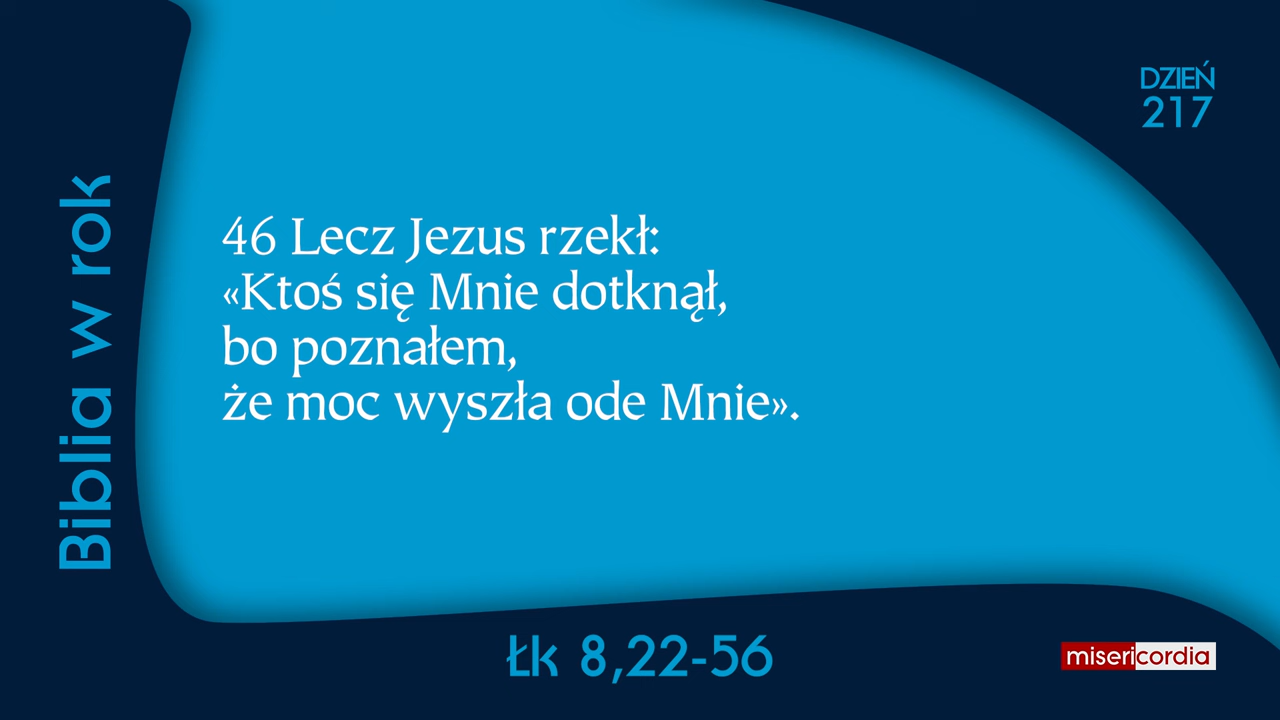 DZIEŃ
217
Biblia w rok
46 Lecz Jezus rzekł:
«Ktoś się Mnie dotknął,
bo poznałem,
że moc wyszła ode Mnie».
Łk 8,22-56
misericordia